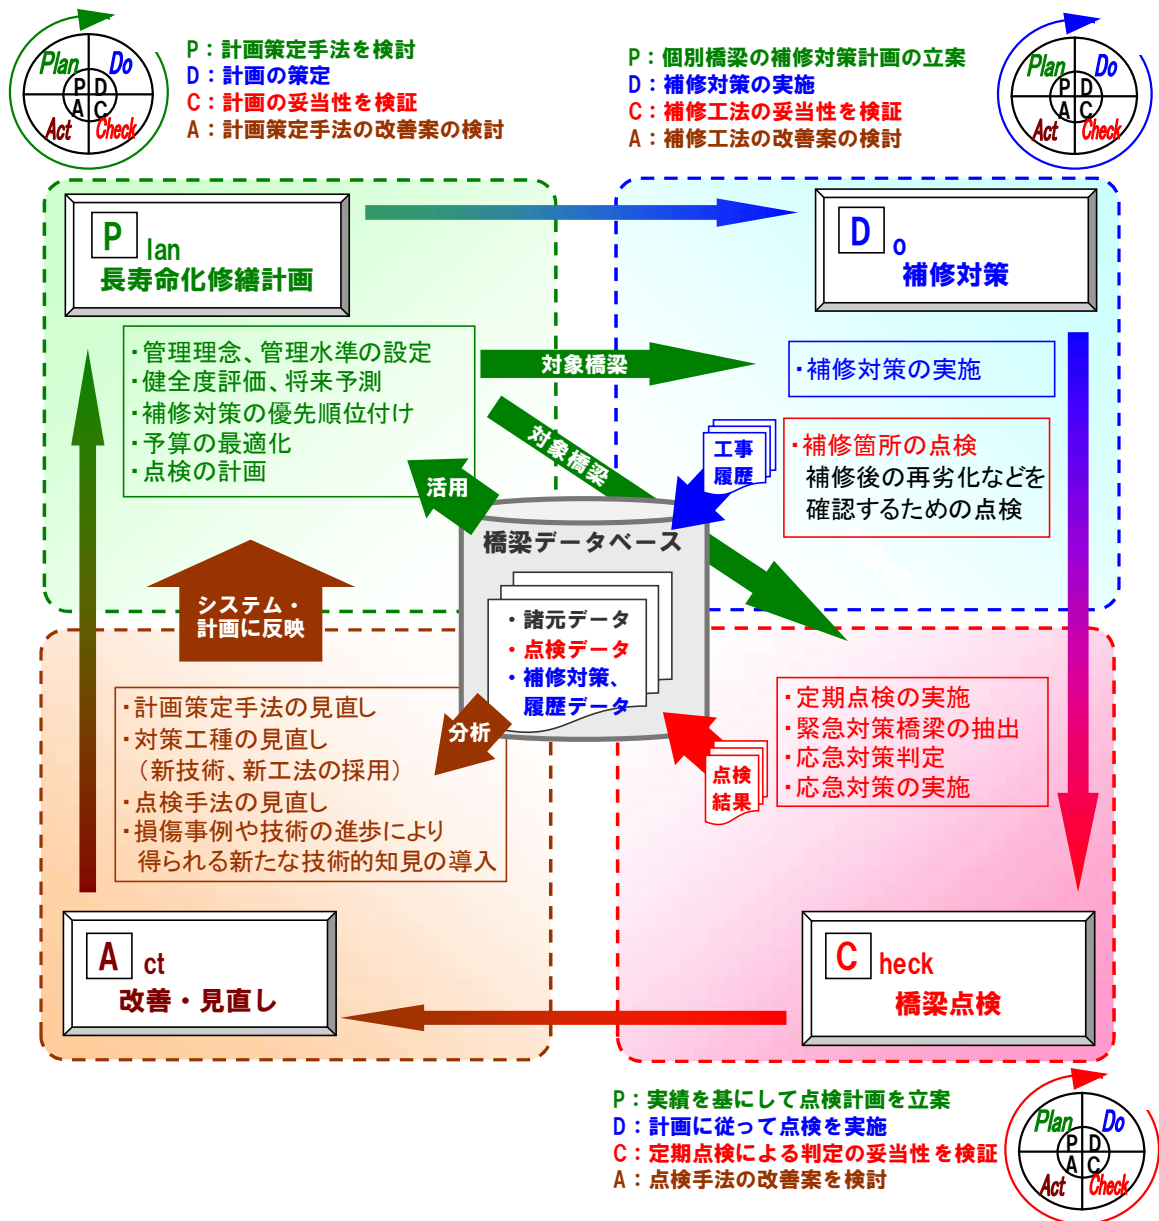 Plan
Do
P
D
A
C
Act
Check
P：計画策定手法を検討
D：計画の策定
C：計画の妥当性を検証
A：計画策定手法の改善案の検討
P：個別橋梁の補修対策計画の立案
D：補修対策の実施
C：補修工法の妥当性を検証
A：補修工法の改善案の検討
Plan
Do
P
D
A
C
Act
Check
Plan
長寿命化修繕計画
Do
補修対策
・管理理念、管理水準の設定
・健全度評価、将来予測
・補修対策の優先順位付け
・予算の最適化
・点検の計画
対象橋梁
対象橋梁
・補修対策の実施
・補修箇所の点検
補修後の再劣化などを
確認するための点検
工事
履歴
活用
橋梁データベース
・諸元データ
・点検データ
・補修対策、
履歴データ
システム・
計画に反映
分析
点検
結果
・計画策定手法の見直し
・対策工種の見直し
（新技術、新工法の採用）
・点検手法の見直し
・損傷事例や技術の進歩により
得られる新たな技術的知見の導入
・定期点検の実施
・緊急対策橋梁の抽出
・応急対策判定
・応急対策の実施
Act
改善・見直し
Check
橋梁点検
P：実績を基にして点検計画を立案
D：計画に従って点検を実施
C：定期点検による判定の妥当性を検証
A：点検手法の改善案を検討
Plan
Do
P
D
A
C
Act
Check